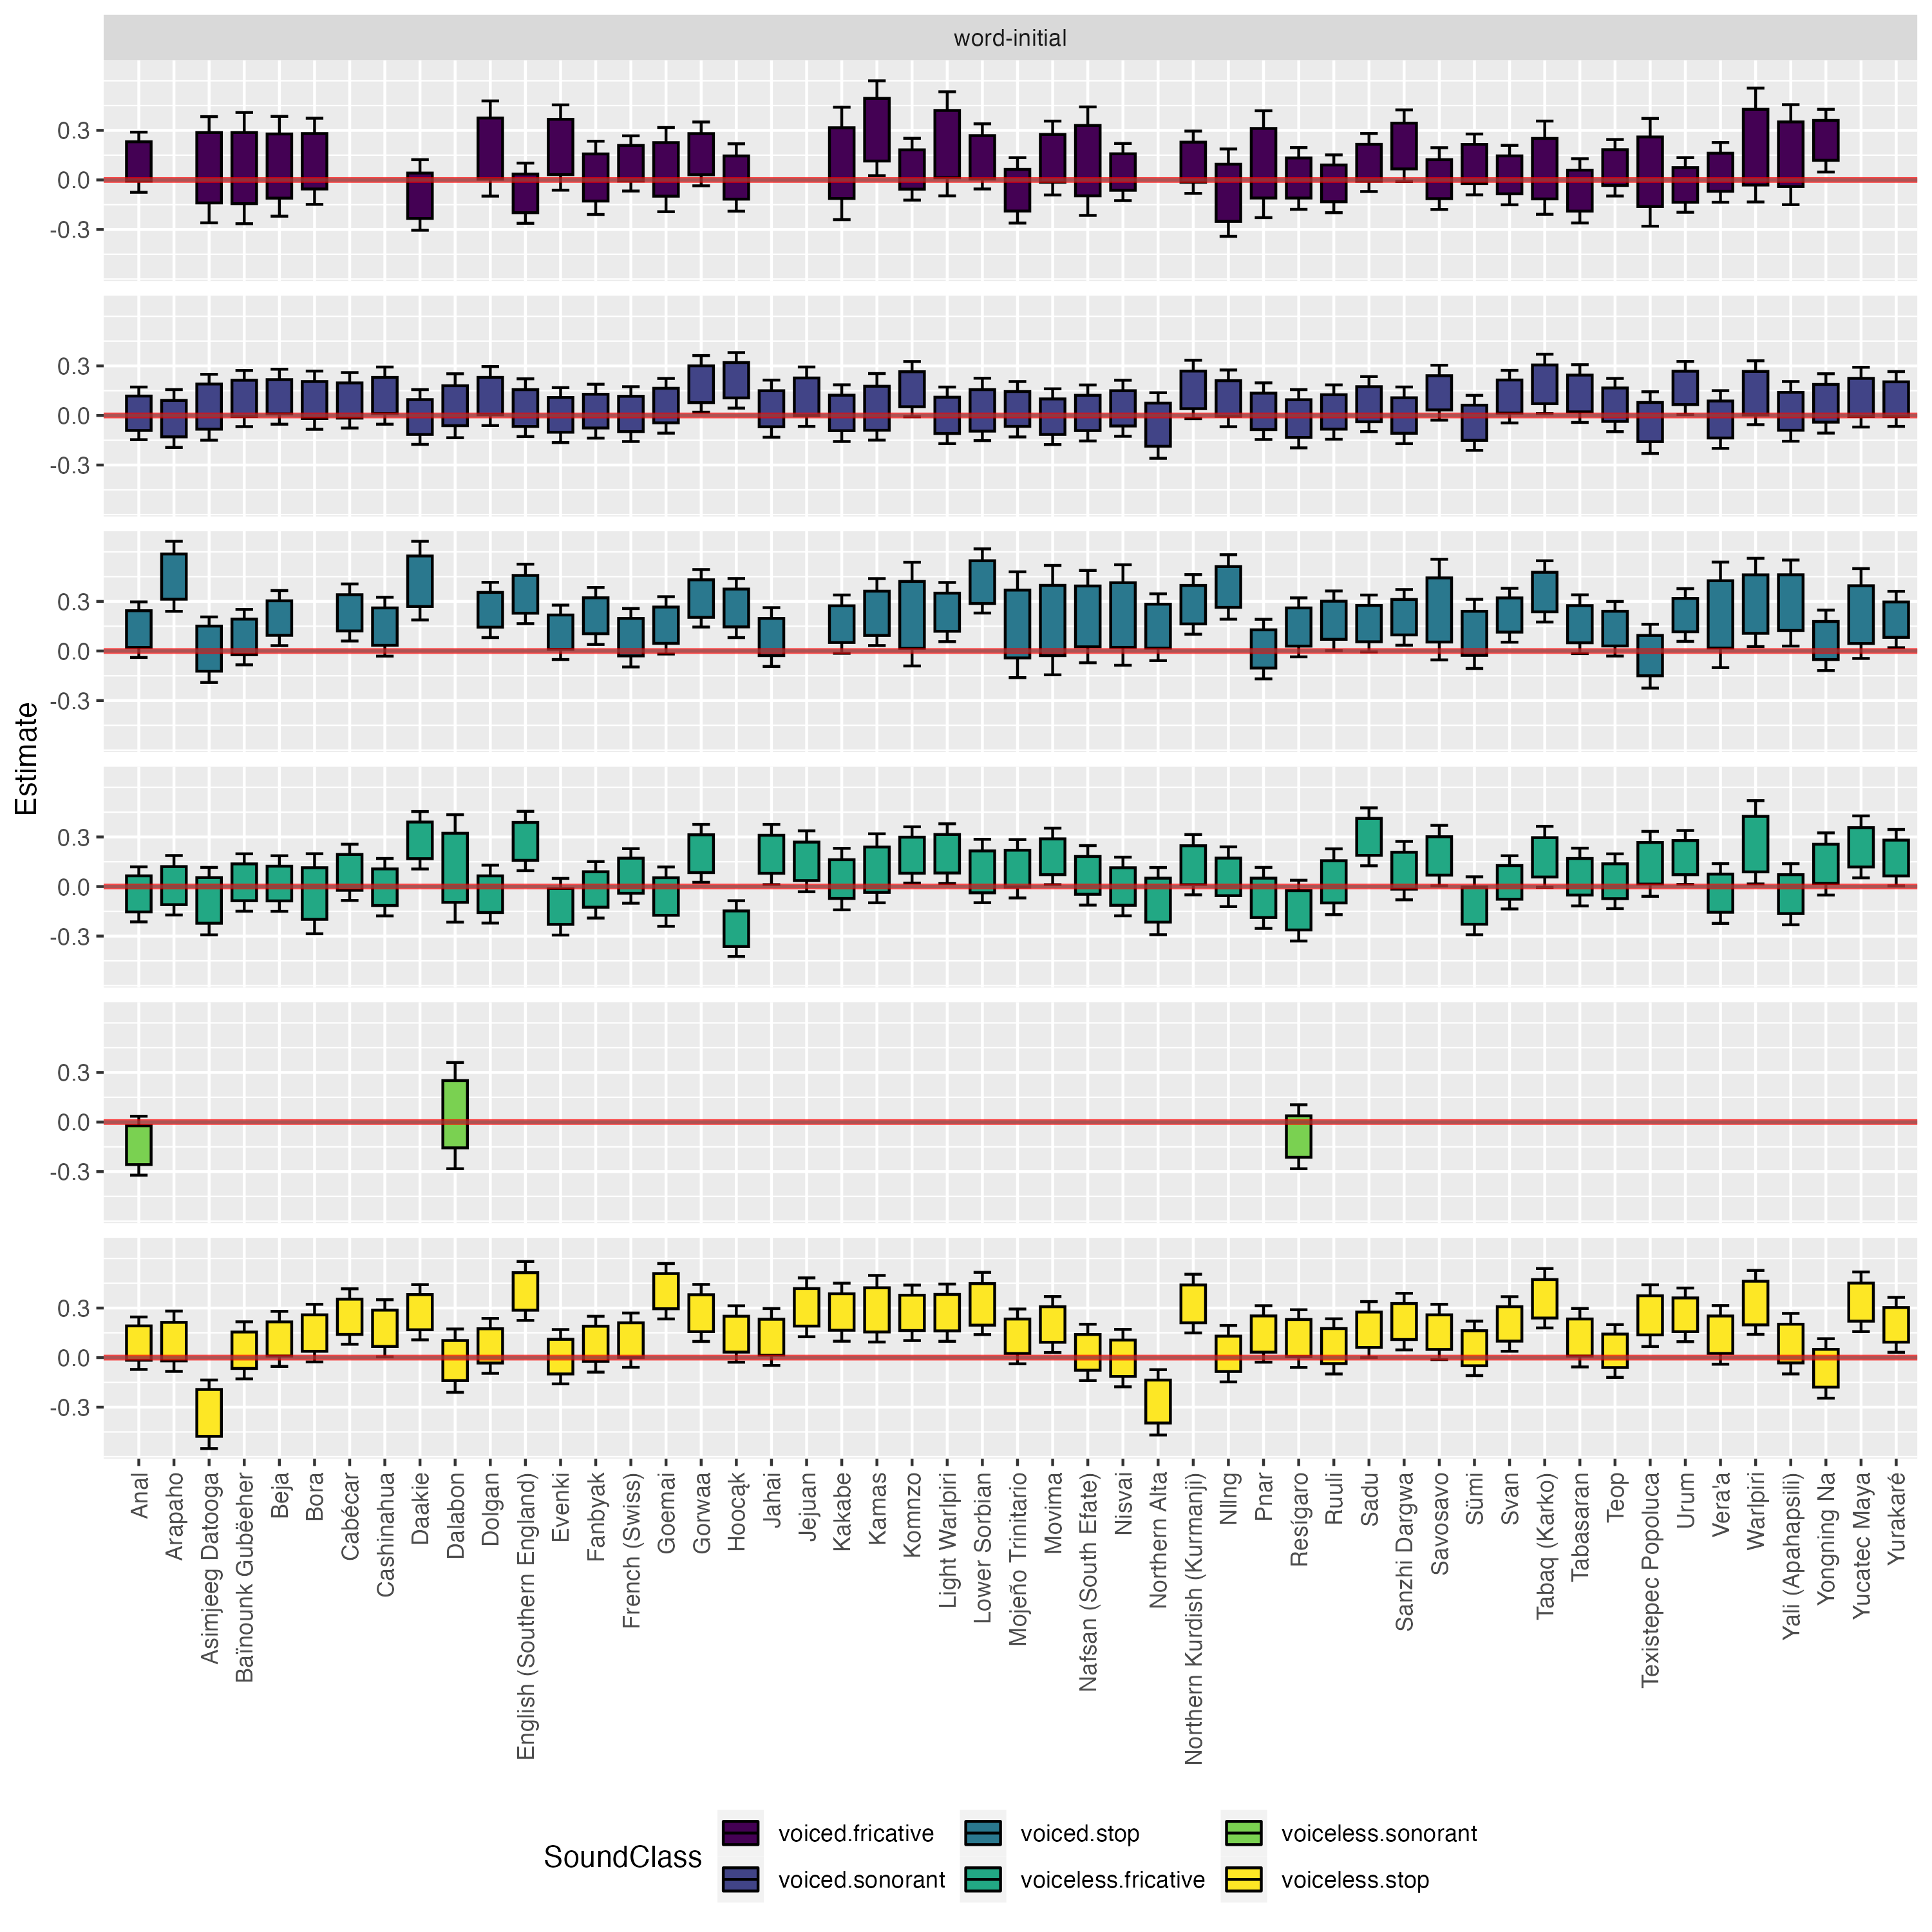 word-initial
Estimate
0.3
0.0
-0.3
0.3
0.0
-0.3
0.3
0.0
-0.3
0.3
0.0
-0.3
0.3
0.0
-0.3
0.3
0.0
-0.3
Anal
Arapaho
Asimjeeg Datooga
Baïnounk Gubëeher
Beja
Bora
Cabécar
Cashinahua
Daakie
Dalabon
Dolgan
English (Southern England)
Evenki
Fanbyak
French (Swiss)
Goemai
Gorwaa
Hoocąk
Jahai
Jejuan
Kakabe
Kamas
Komnzo
Light Warlpiri
Lower Sorbian
Mojeño Trinitario
Movima
Nafsan (South Efate)
Nisvai
Northern Alta
Northern Kurdish (Kurmanji)
Nllng
Pnar
Resígaro
Ruuli
Sadu
Sanzhi Dargwa
Savosavo
Sümi
Svan
Tabaq (Karko)
Tabasaran
Teop
Texistepec Popoluca
Urum
Vera'a
Warlpiri
Yali (Apahapsili)
Yongning Na
Yucatec Maya
Yurakaré
SoundClass
voiced.fricative
voiced.sonorant
voiced.stop
voiceless.fricative
voiceless.sonorant
voiceless.stop